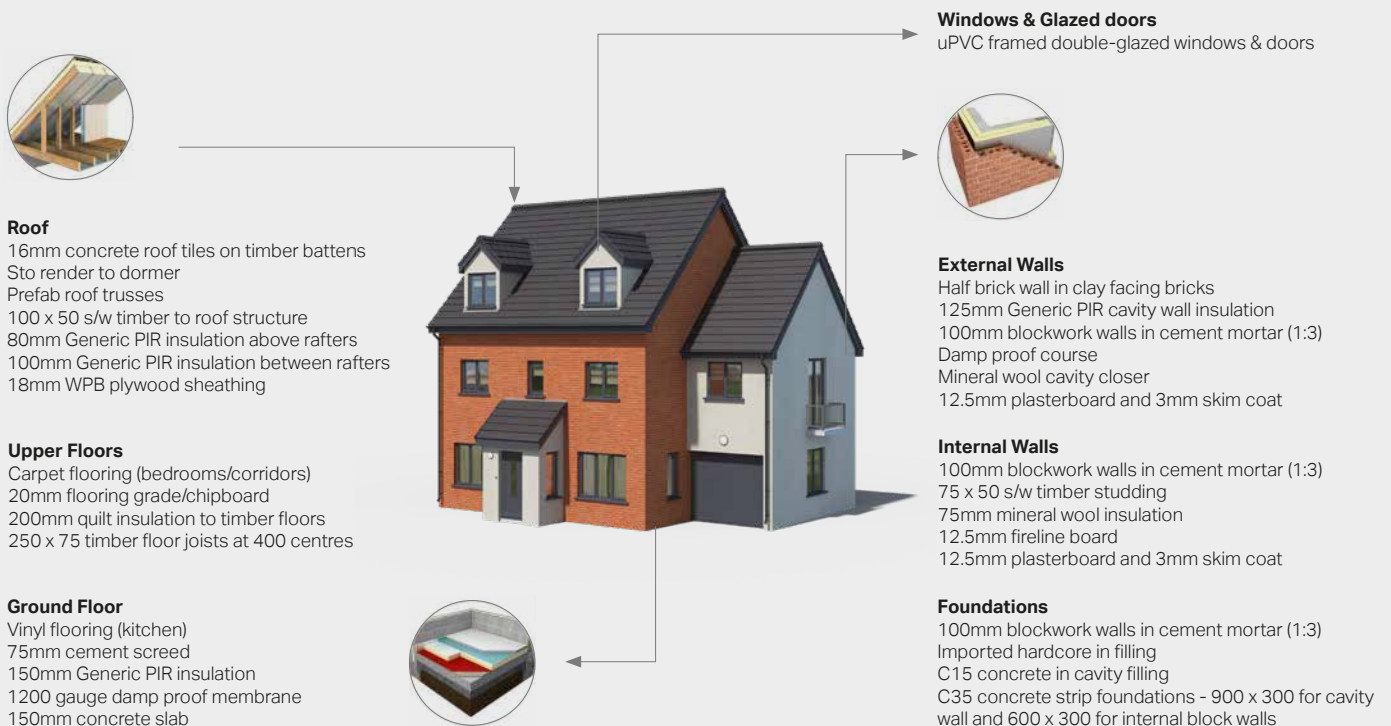 Windows & Glazed doors
uPVC framed double-glazed windows & doors
Roof
16mm concrete roof tiles on timber battens
Sto render to dormer
Prefab roof trusses
100 x 50 s/w timber to roof structure
80mm Generic PIR insulation above rafters
100mm Generic PIR insulation between rafters
18mm WPB plywood sheathing
Upper Floors
Carpet flooring (bedrooms/corridors)
20mm flooring grade/chipboard
200mm quilt insulation to timber floors
250 x 75 timber floor joists at 400 centres
Ground Floor
Vinyl flooring (kitchen)
75mm cement screed
150mm Generic PIR insulation
1200 gauge damp proof membrane
150mm concrete slab
External Walls
Half brick wall in clay facing bricks
125mm Generic PIR cavity wall insulation
100mm blockwork walls in cement mortar (1:3)
Damp proof course
Mineral wool cavity closer
12.5mm plasterboard and 3mm skim coat
Internal Walls
100mm blockwork walls in cement mortar (1:3)
75 x 50 s/w timber studding
75mm mineral wool insulation
12.5mm fireline board
12.5mm plasterboard and 3mm skim coat
Foundations
100mm blockwork walls in cement mortar (1:3)
Imported hardcore in filling
C15 concrete in cavity filling
C35 concrete strip foundations - 900 x 300 for cavity
wall and 600 x 300 for internal block walls